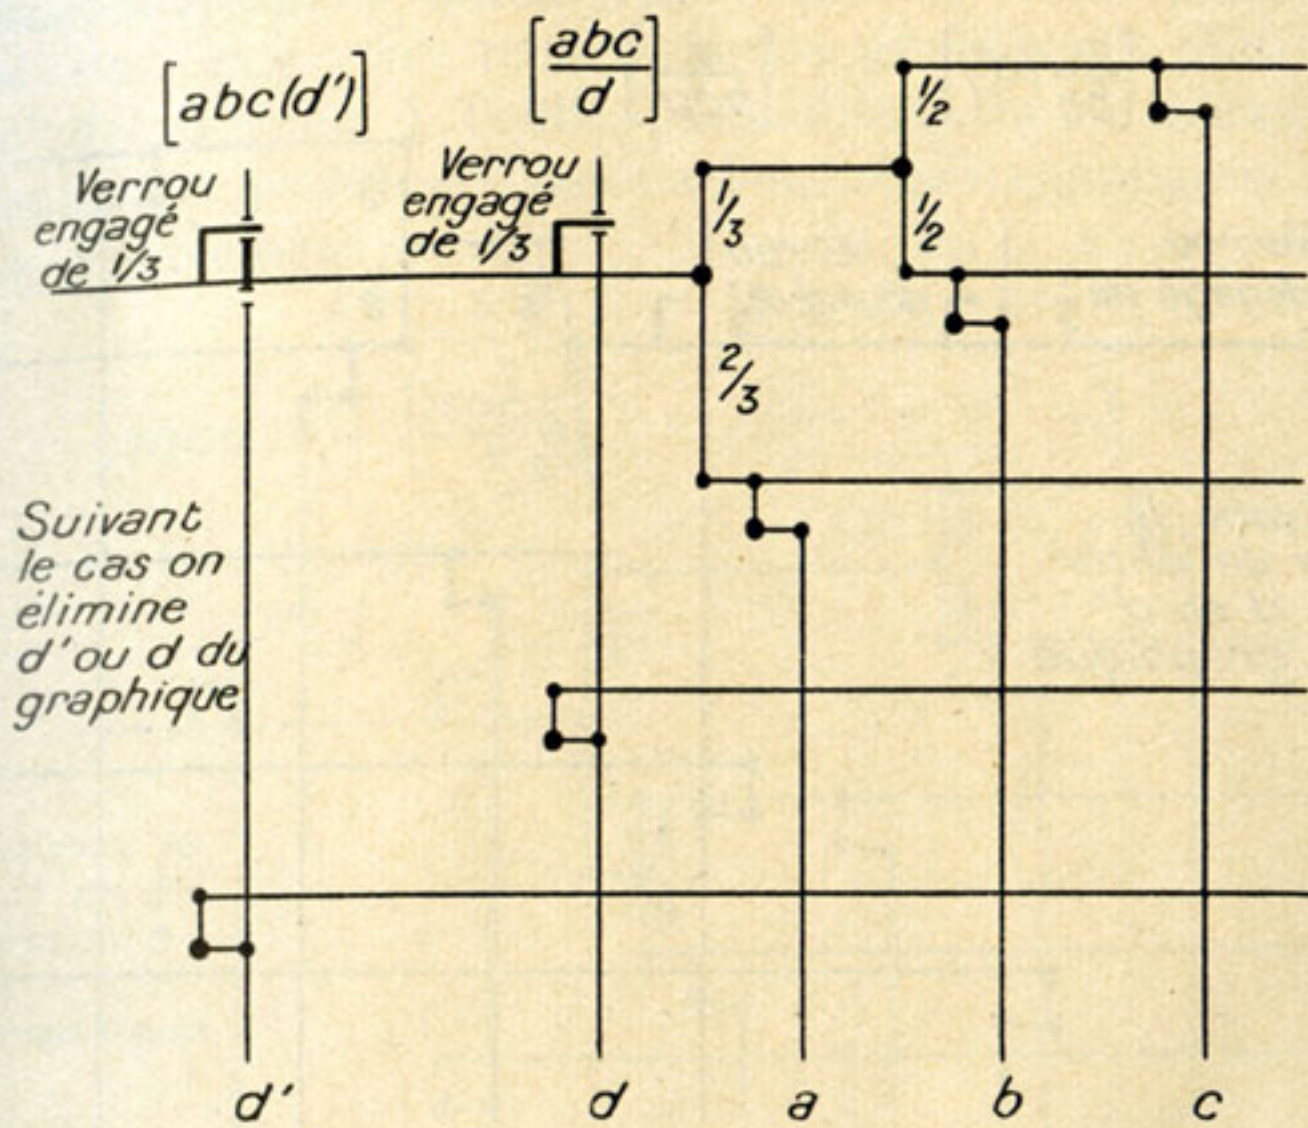 [abc(d')]
[abc/d]
Verrou
engagé
de 1/3
Verrou
engagé
de 1/3
1/2
1/3
1/2
2/3
Suivant
le cas on
élimine
d'ou d du
graphique
d' d a b c